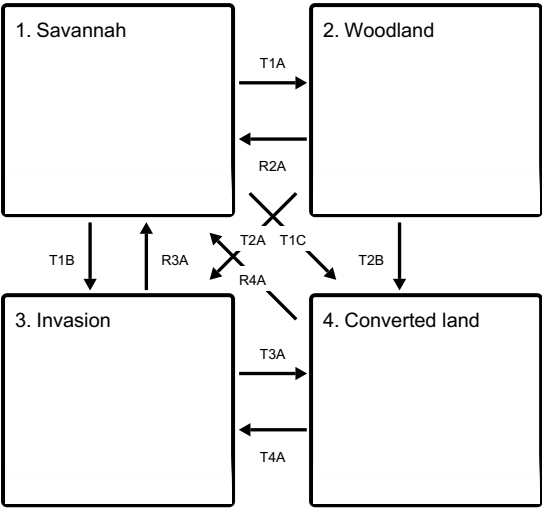 1. Savannah
2. Woodland
T1A
R2A
T2A
T1C
T1B
R3A
T2B
R4A
3. Invasion
4. Converted land
T3A
T4A